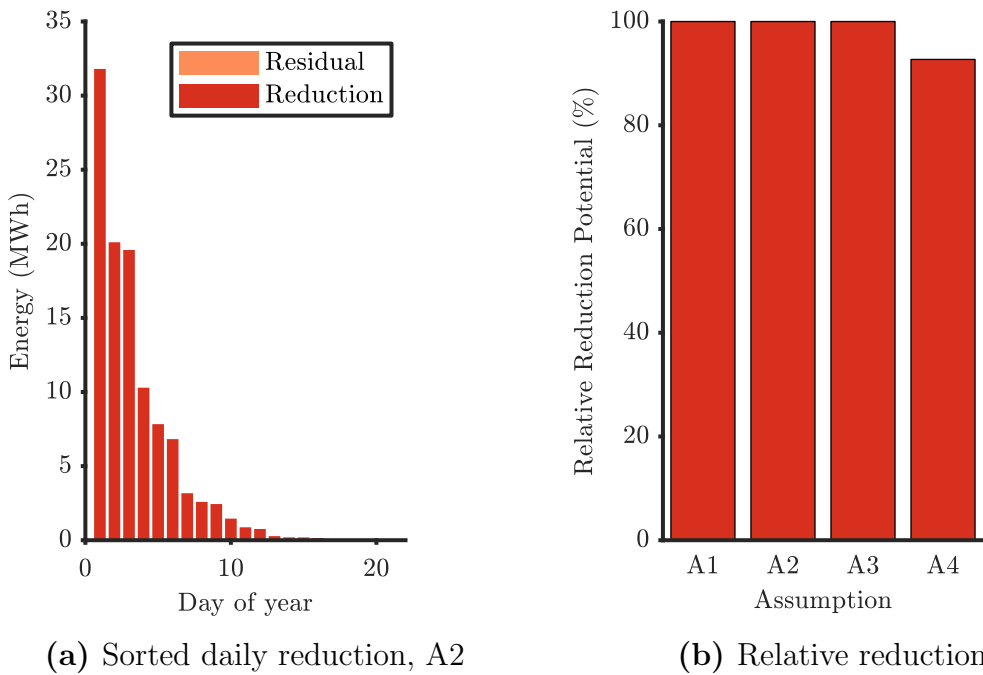 35
30
25
20
15
10
5
0
Energy (MWh)
Residual
Reduction
0
10
20
Day of year
(a) Sorted daily reduction, A2
100
80
60
40
20
0
Relative Reduction Potential (%)
A1
A2
A3
A4
Assumption
(b) Relative reduction